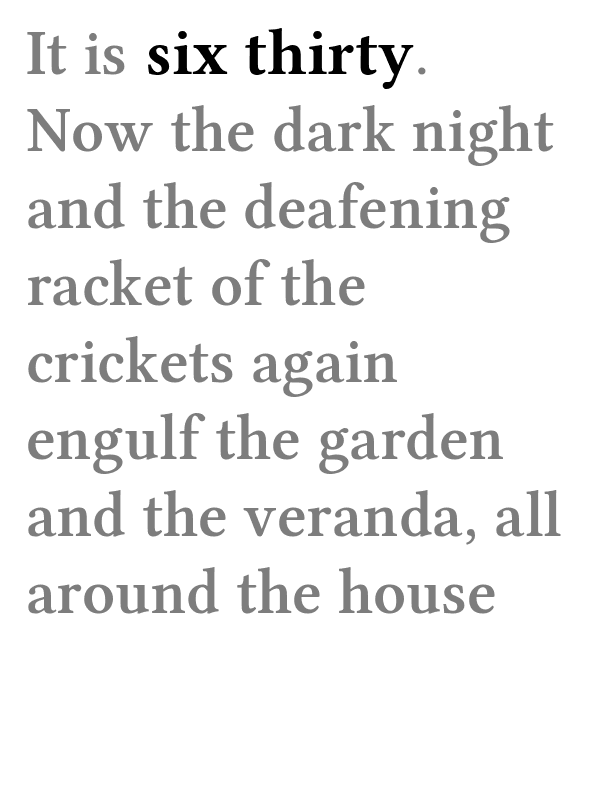 It is six thirty.
Now the dark night
and the deafening
racket of the
crickets again
engulf the garden
and the veranda, all
around the house